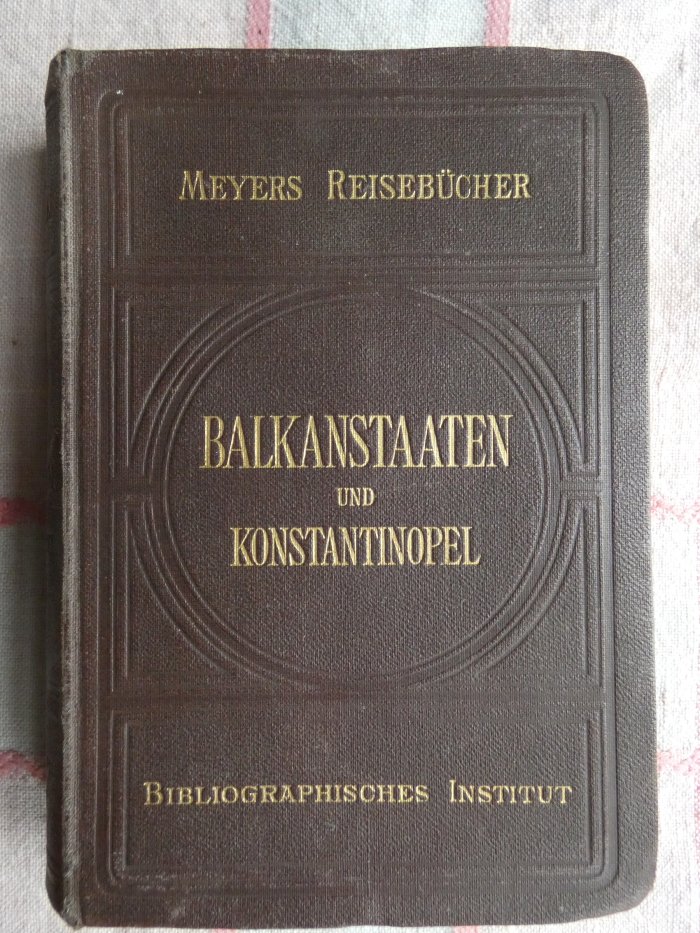 MEYERS REISEBÜCHER
BALKANSTAATEN
UND
KONSTANTINOPEL
BIBLIOGRAPHISCHES INSTITUT